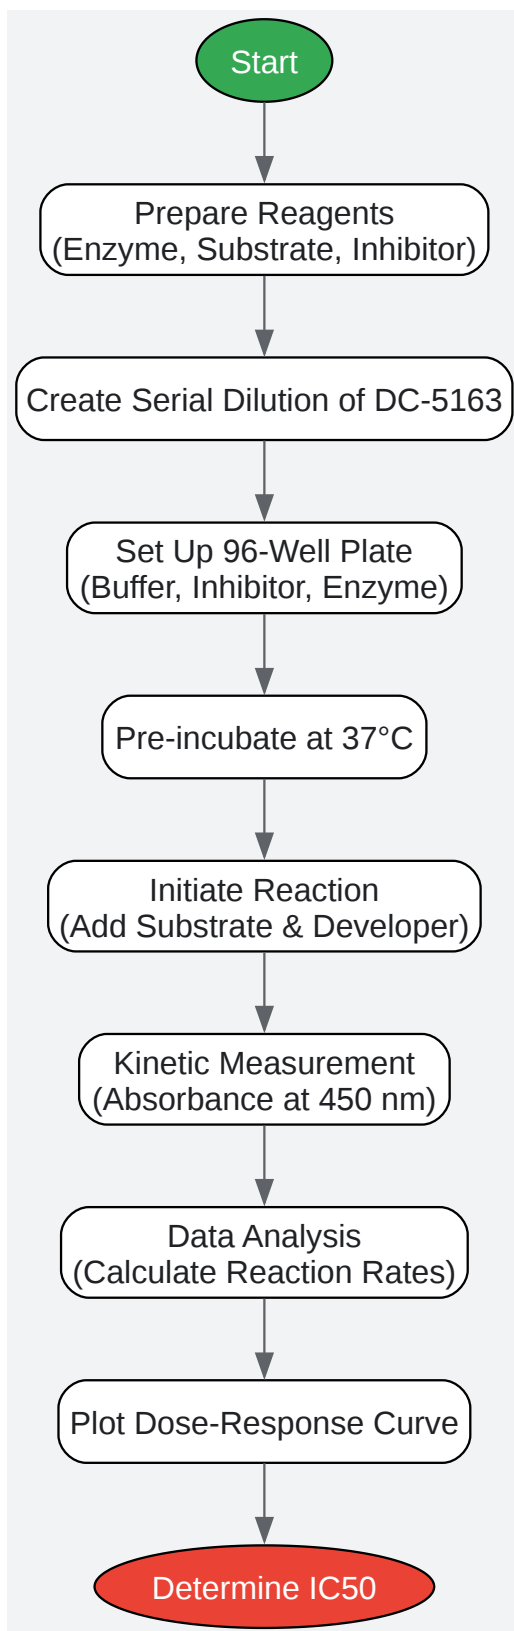 Start
Prepare Reagents
(Enzyme, Substrate, Inhibitor)
Create Serial Dilution of DC-5163
Set Up 96-Well Plate
(Buffer, Inhibitor, Enzyme)
Pre-incubate at 37°C
Initiate Reaction
(Add Substrate & Developer)
Kinetic Measurement
(Absorbance at 450 nm)
Data Analysis
(Calculate Reaction Rates)
Plot Dose-Response Curve
Determine IC50